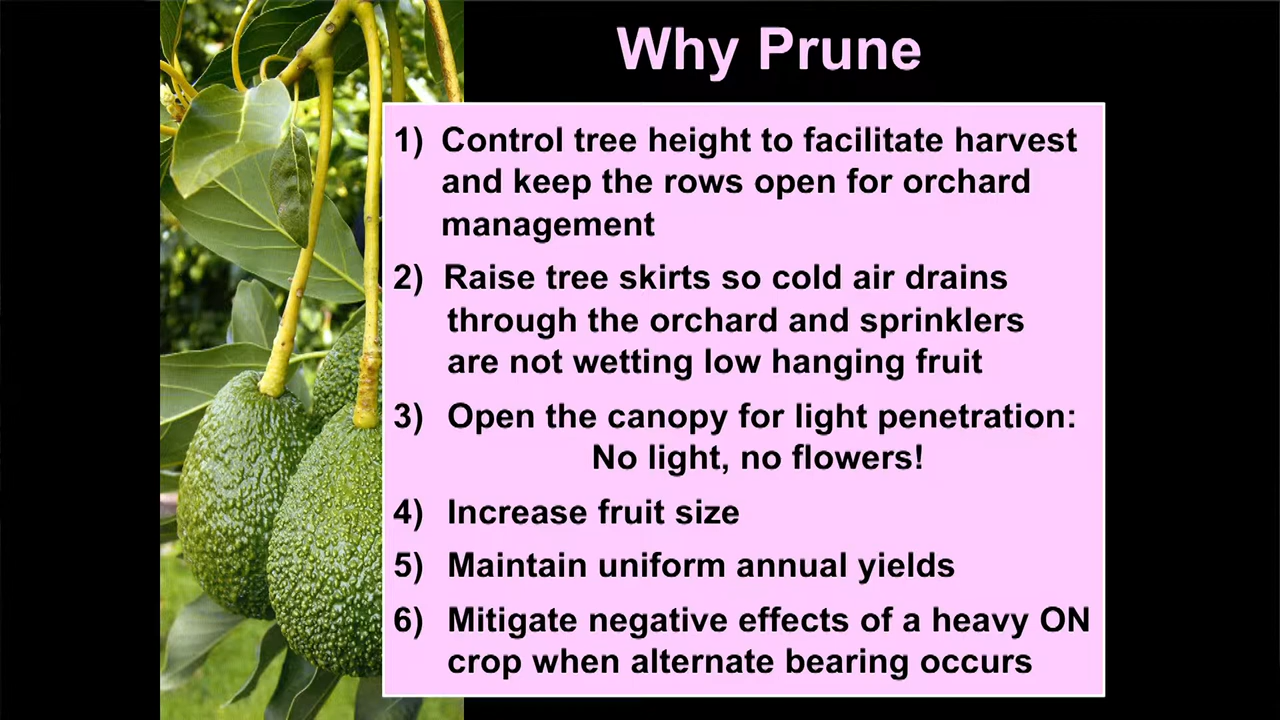 Why Prune
1) Control tree height to facilitate harvest
and keep the rows open for orchard
management
2) Raise tree skirts so cold air drains
through the orchard and sprinklers
are not wetting low hanging fruit
3) Open the canopy for light penetration:
No light, no flowers!
4) Increase fruit size
5) Maintain uniform annual yields
6) Mitigate negative effects of a heavy ON
crop when alternate bearing occurs